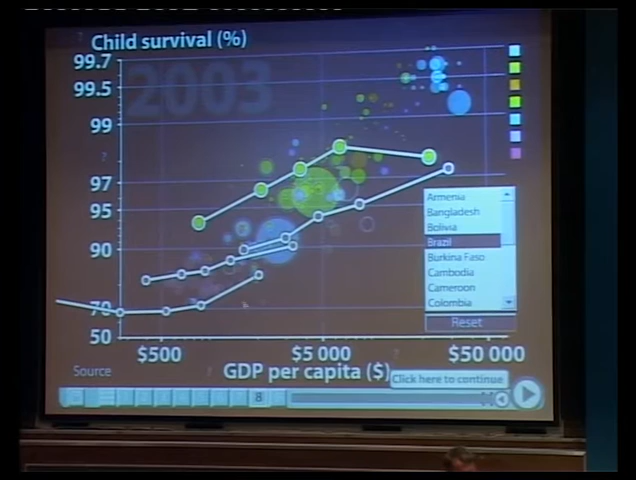 Child survival (%)
99.7
99.5
2003
99
97
95
90
70
50
$500
$5 000
$50 000
GDP per capita ($)
Armenia
Bangladesh
Bolivia
Brazil
Burkina Faso
Cambodia
Cameroon
Colombia
Reset
Source
Click here to continue
8